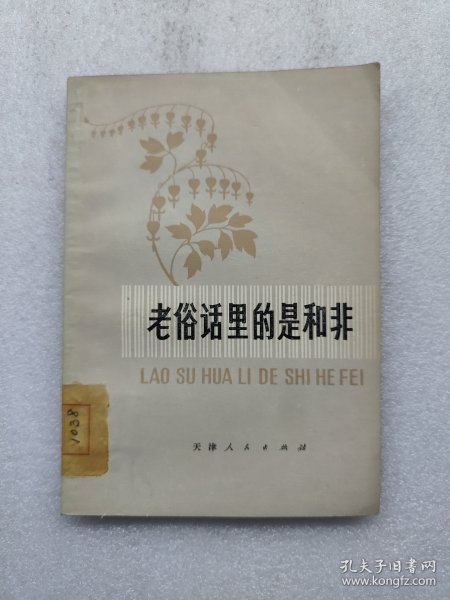 老俗话里的是和非
LAO SU HUA LI DE SHI HE FEI
1038
天津人民出版社
孔夫子旧书网
www.kongfz.com